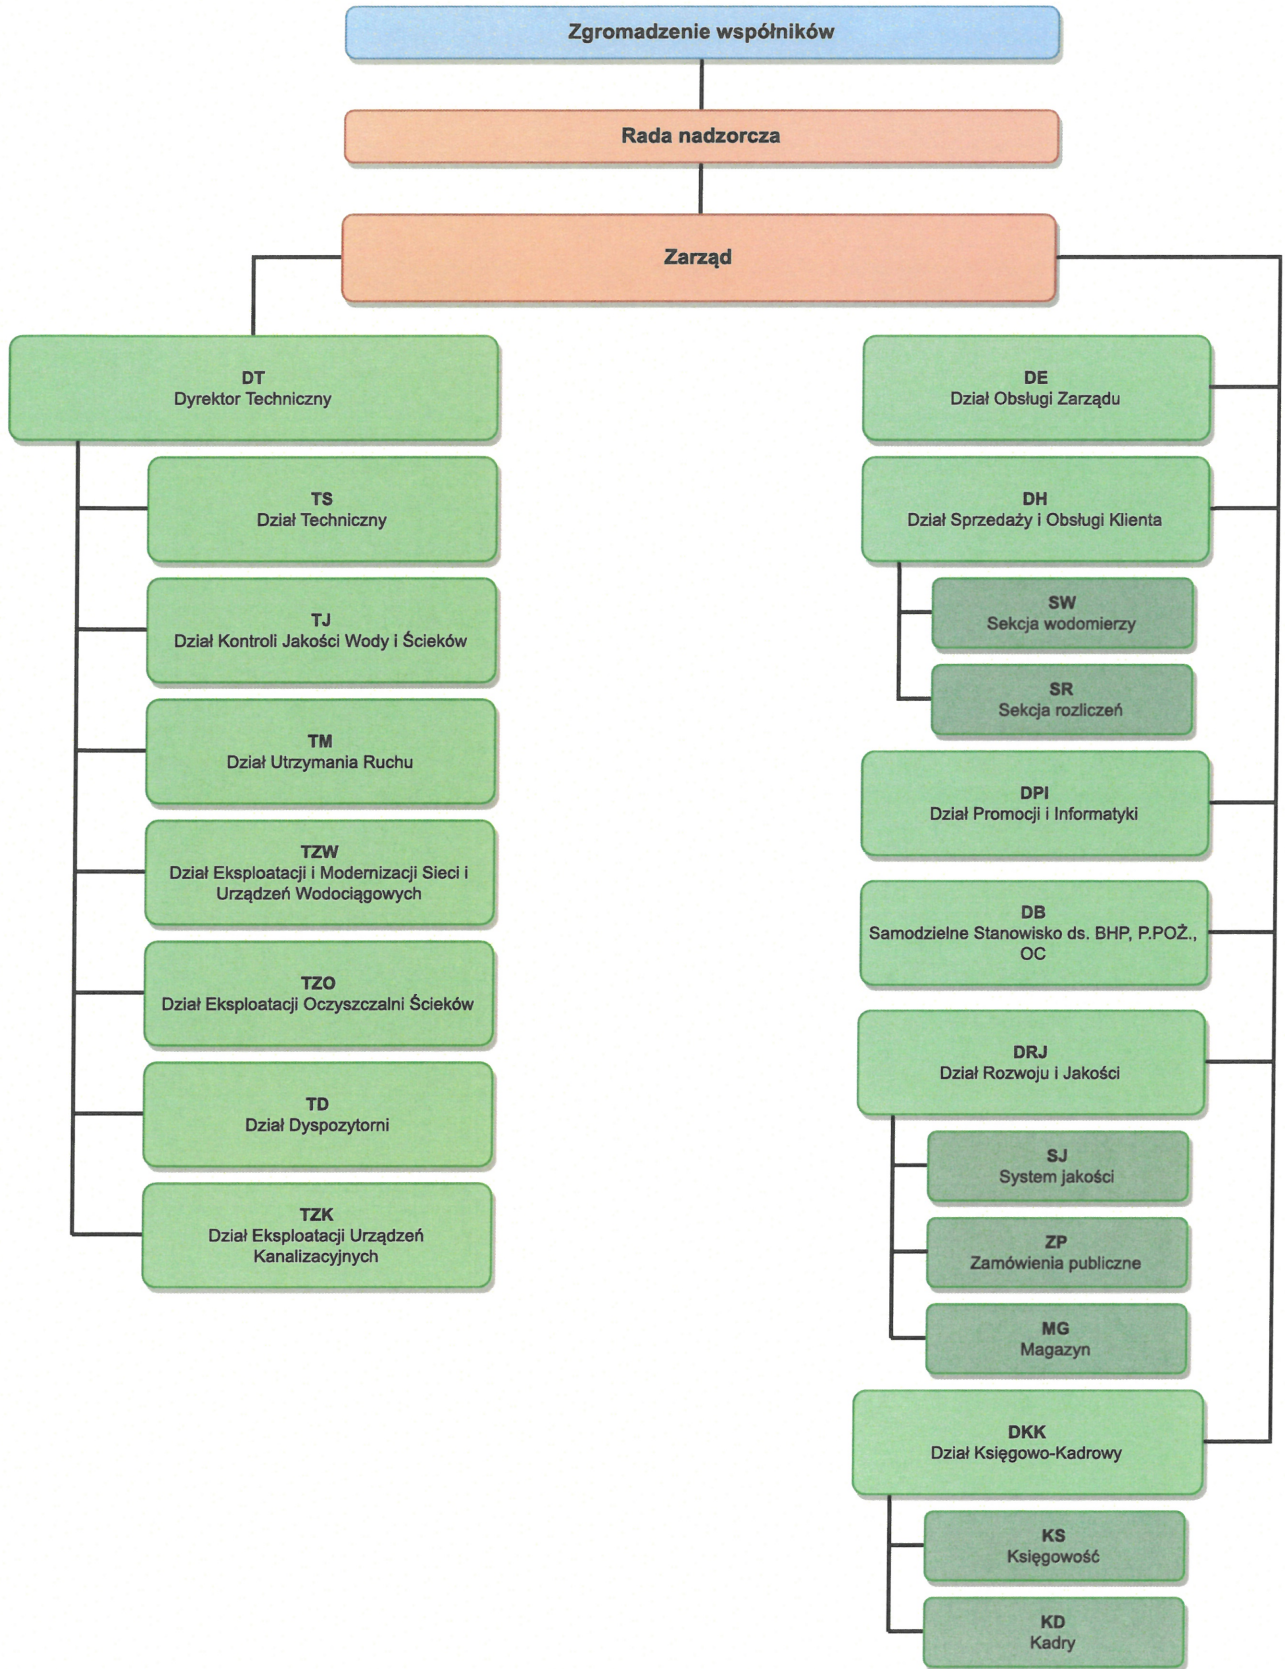 Zgromadzenie wspólników
Rada nadzorcza
Zarząd
DT
Dyrektor Techniczny
TS
Dział Techniczny
TJ
Dział Kontroli Jakości Wody i Ścieków
TM
Dział Utrzymania Ruchu
TZW
Dział Eksploatacji i Modernizacji Sieci i
Urządzeń Wodociągowych
TZO
Dział Eksploatacji Oczyszczalni Ścieków
TD
Dział Dyspozytorni
TZK
Dział Eksploatacji Urządzeń
Kanalizacyjnych
DE
Dział Obsługi Zarządu
DH
Dział Sprzedaży i Obsługi Klienta
SW
Sekcja wodomierzy
SR
Sekcja rozliczeń
DPI
Dział Promocji i Informatyki
DB
Samodzielne Stanowisko ds. BHP, P.POŻ.,
OC
DRJ
Dział Rozwoju i Jakości
SJ
System jakości
ZP
Zamówienia publiczne
MG
Magazyn
DKK
Dział Księgowo-Kadrowy
KS
Księgowość
KD
Kadry